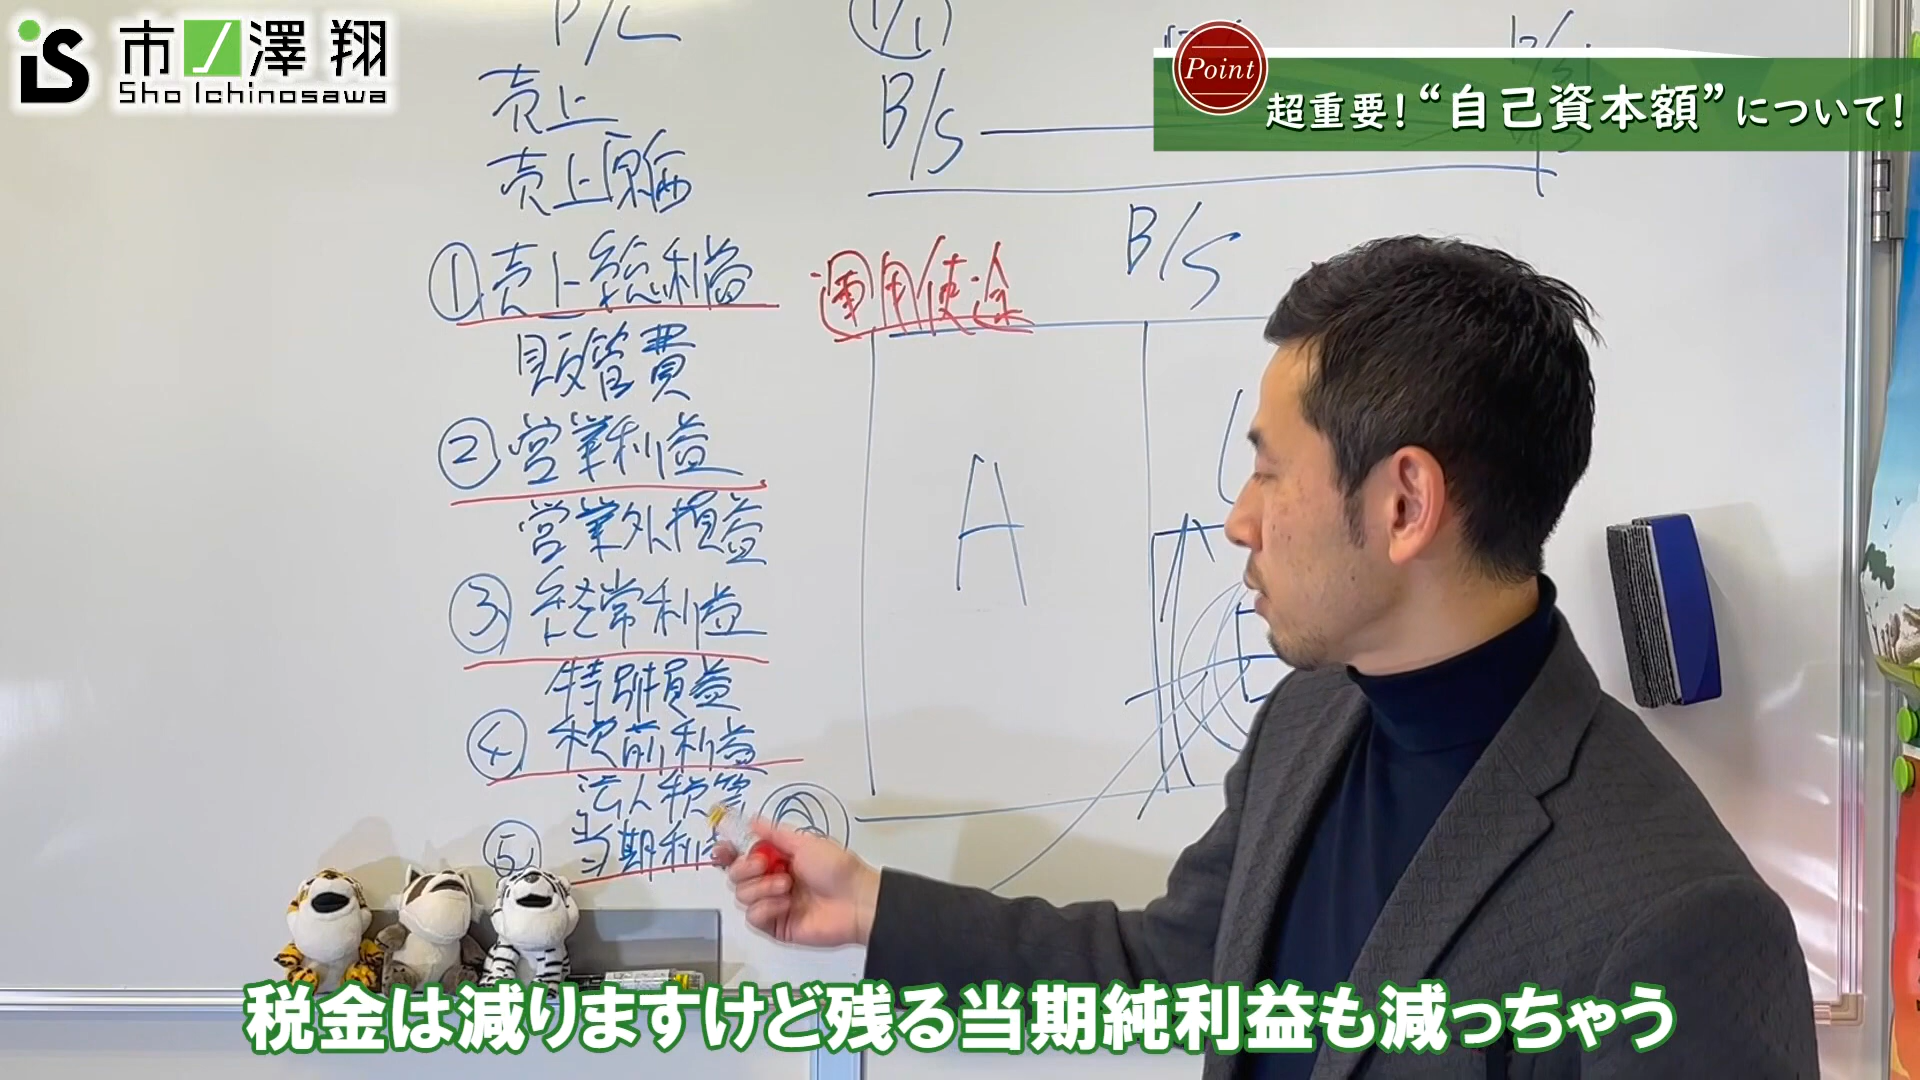 iS 市ノ澤 翔
Sho Ichinosawa
Point
超重要!“自己資本額”について!
P/L
売上
売上原価
①売上総利益
販管費
②営業利益
営業外損益
③経常利益
特別損益
④税前利益
法人税等
⑤当期利益
1/1
B/S
B/S
運用使途
A
税金は減りますけど残る当期純利益も減っちゃう